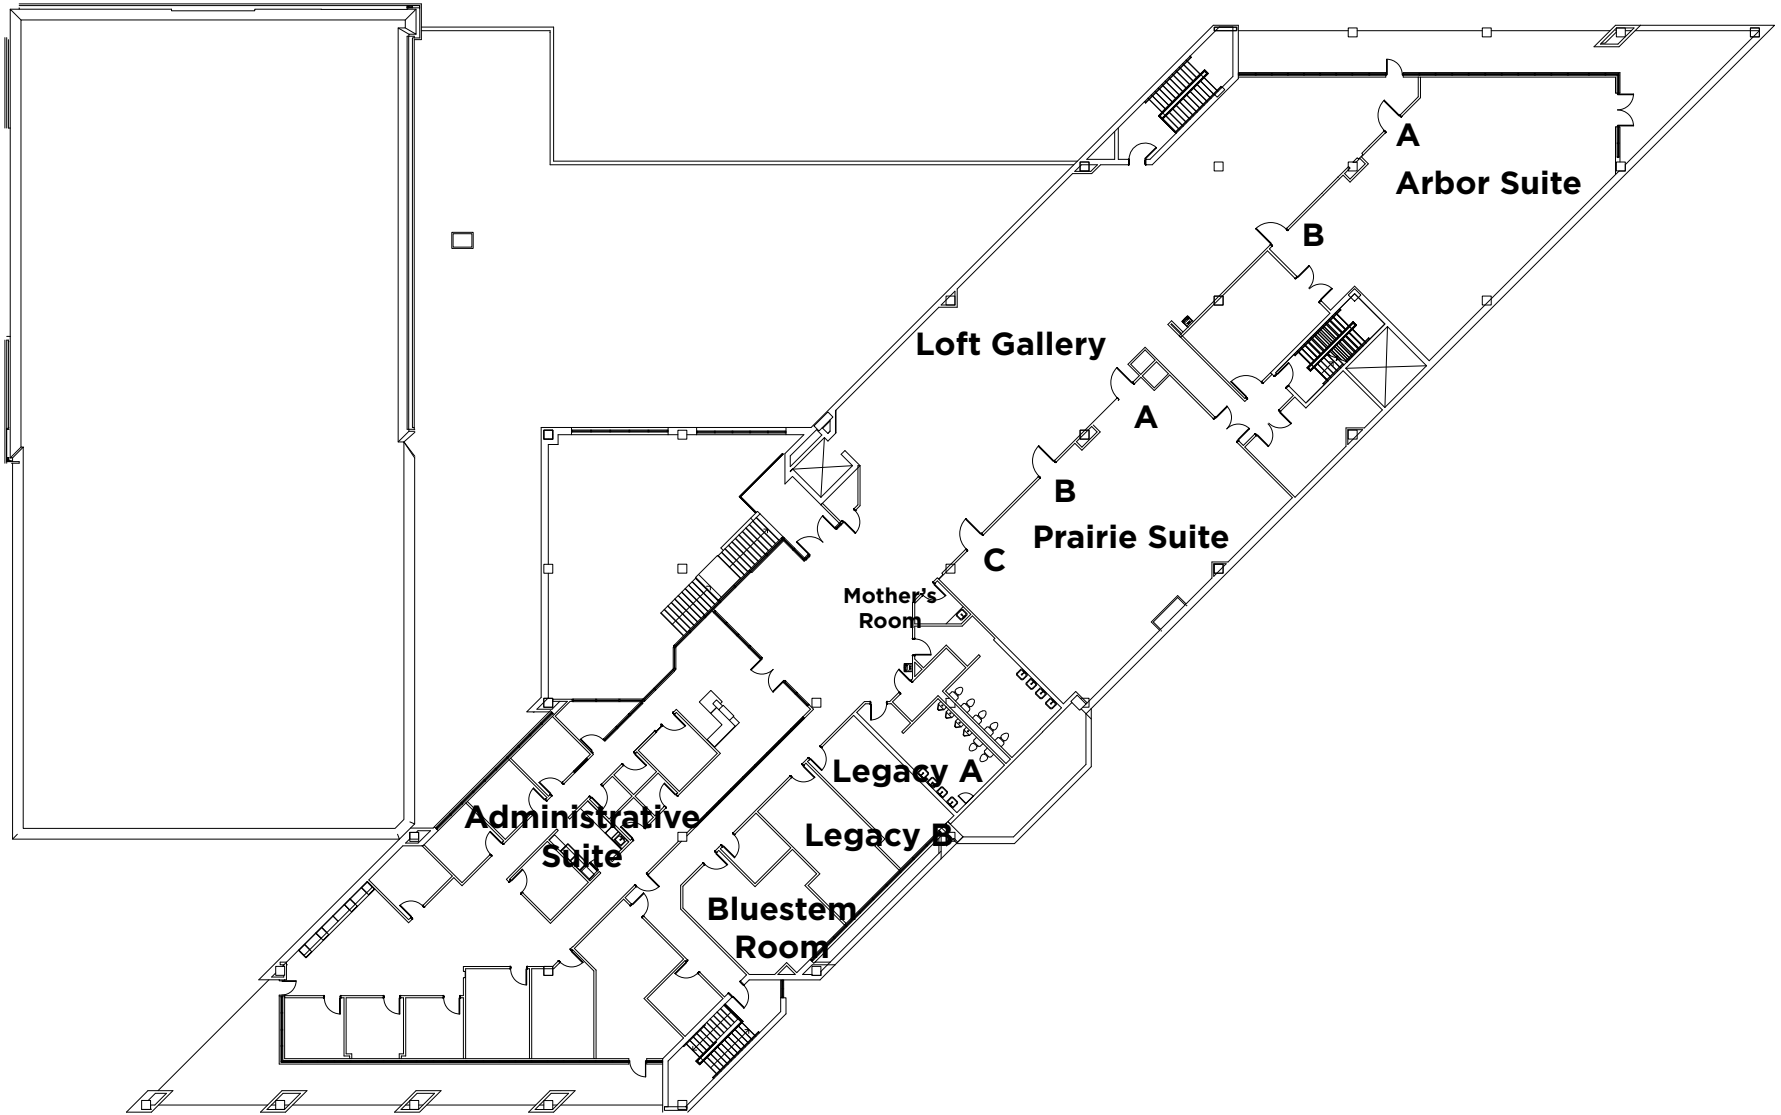 A
Arbor Suite
B
Loft Gallery
A
B
Prairie Suite
C
Mother's
Room
Legacy A
Administrative
Suite
Legacy B
Bluestem
Room